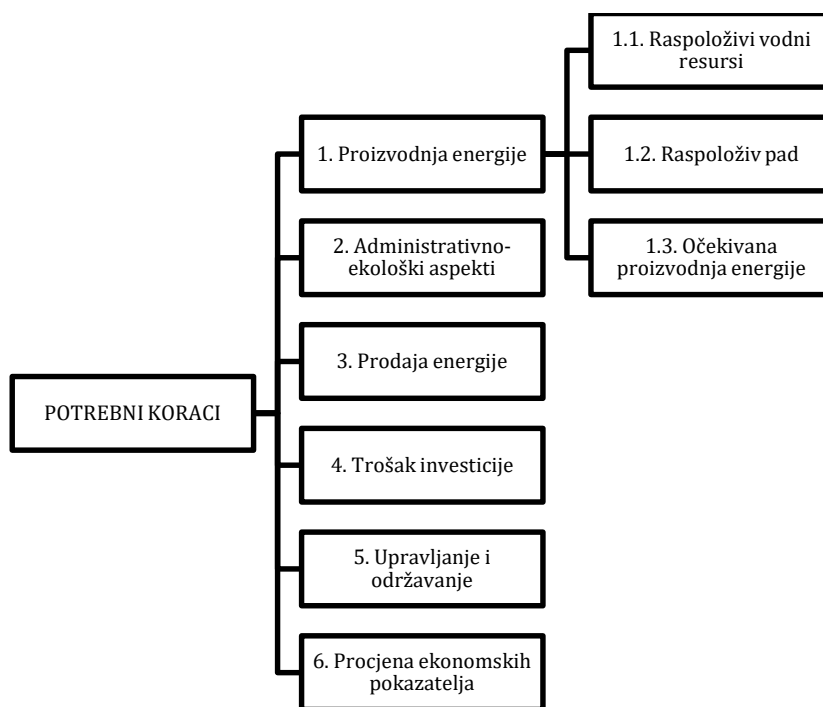 POTREBNI KORACI
1. Proizvodnja energije
1.1. Raspoloživi vodni
resursi
1.2. Raspoloživ pad
1.3. Očekivana
proizvodnja energije
2. Administrativno-
ekološki aspekti
3. Prodaja energije
4. Trošak investicije
5. Upravljanje i
održavanje
6. Procjena ekonomskih
pokazatelja